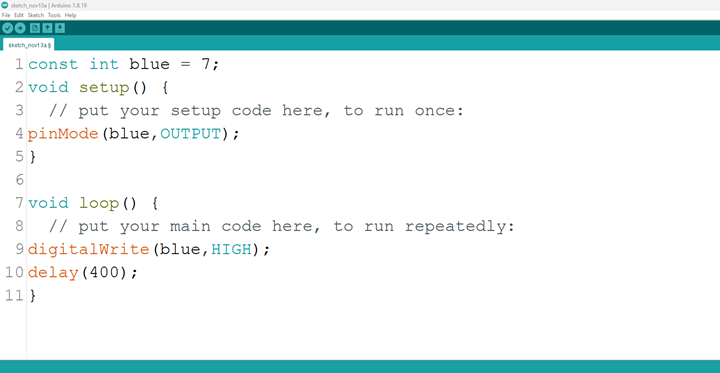 sketch_nov13a | Arduino 1.8.19
File Edit Sketch Tools Help
sketch_nov13a §
1 const int blue = 7;
2 void setup() {
3   // put your setup code here, to run once:
4 pinMode(blue,OUTPUT);
5 }
6
7 void loop() {
8   // put your main code here, to run repeatedly:
9 digitalWrite(blue,HIGH);
10 delay(400);
11 }